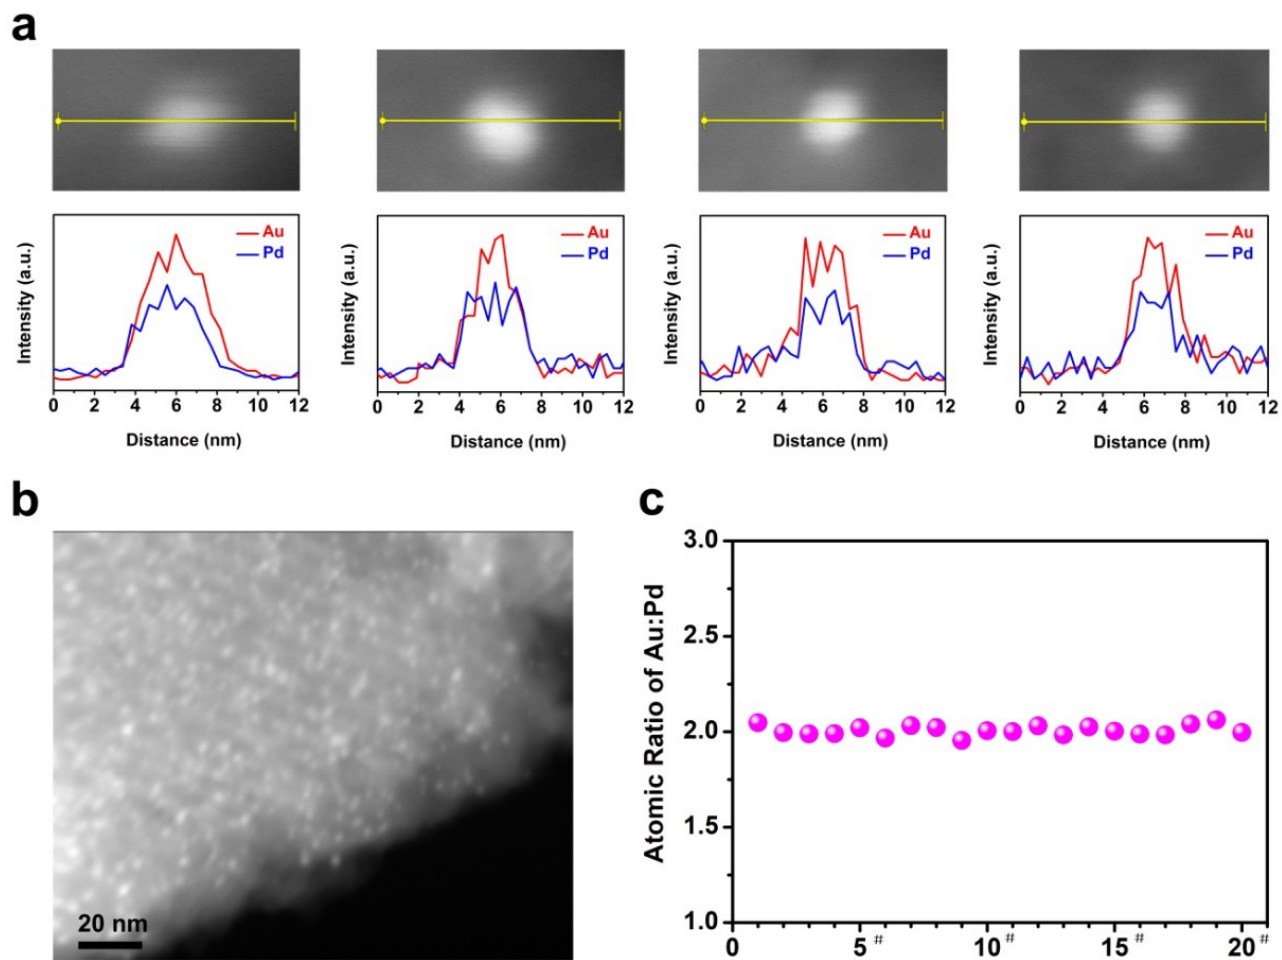 a
Au
Pd
Intensity (a.u.)
0 2 4 6 8 10 12
Distance (nm)
Au
Pd
Intensity (a.u.)
0 2 4 6 8 10 12
Distance (nm)
Au
Pd
Intensity (a.u.)
0 2 4 6 8 10 12
Distance (nm)
Au
Pd
Intensity (a.u.)
0 2 4 6 8 10 12
Distance (nm)
b
20 nm
c
Atomic Ratio of Au:Pd
3.0
2.5
2.0
1.5
1.0
0 5 # 10 # 15 # 20 #